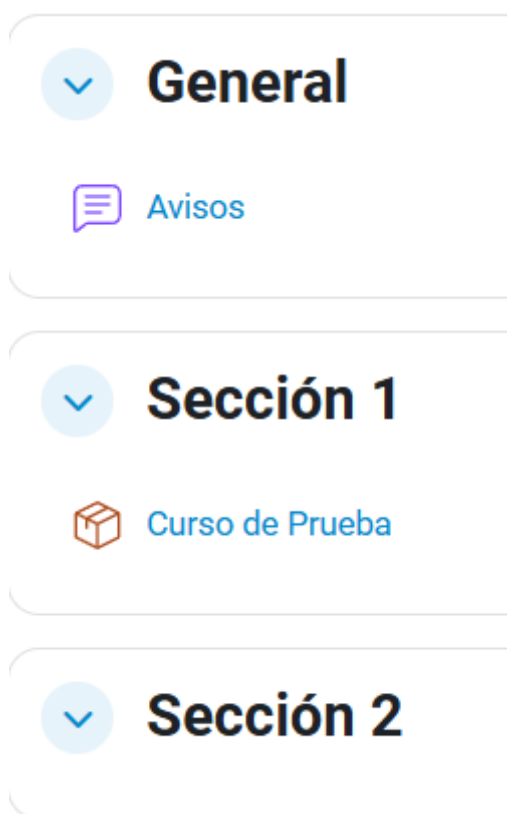 General
Avisos
Sección 1
Curso de Prueba
Sección 2